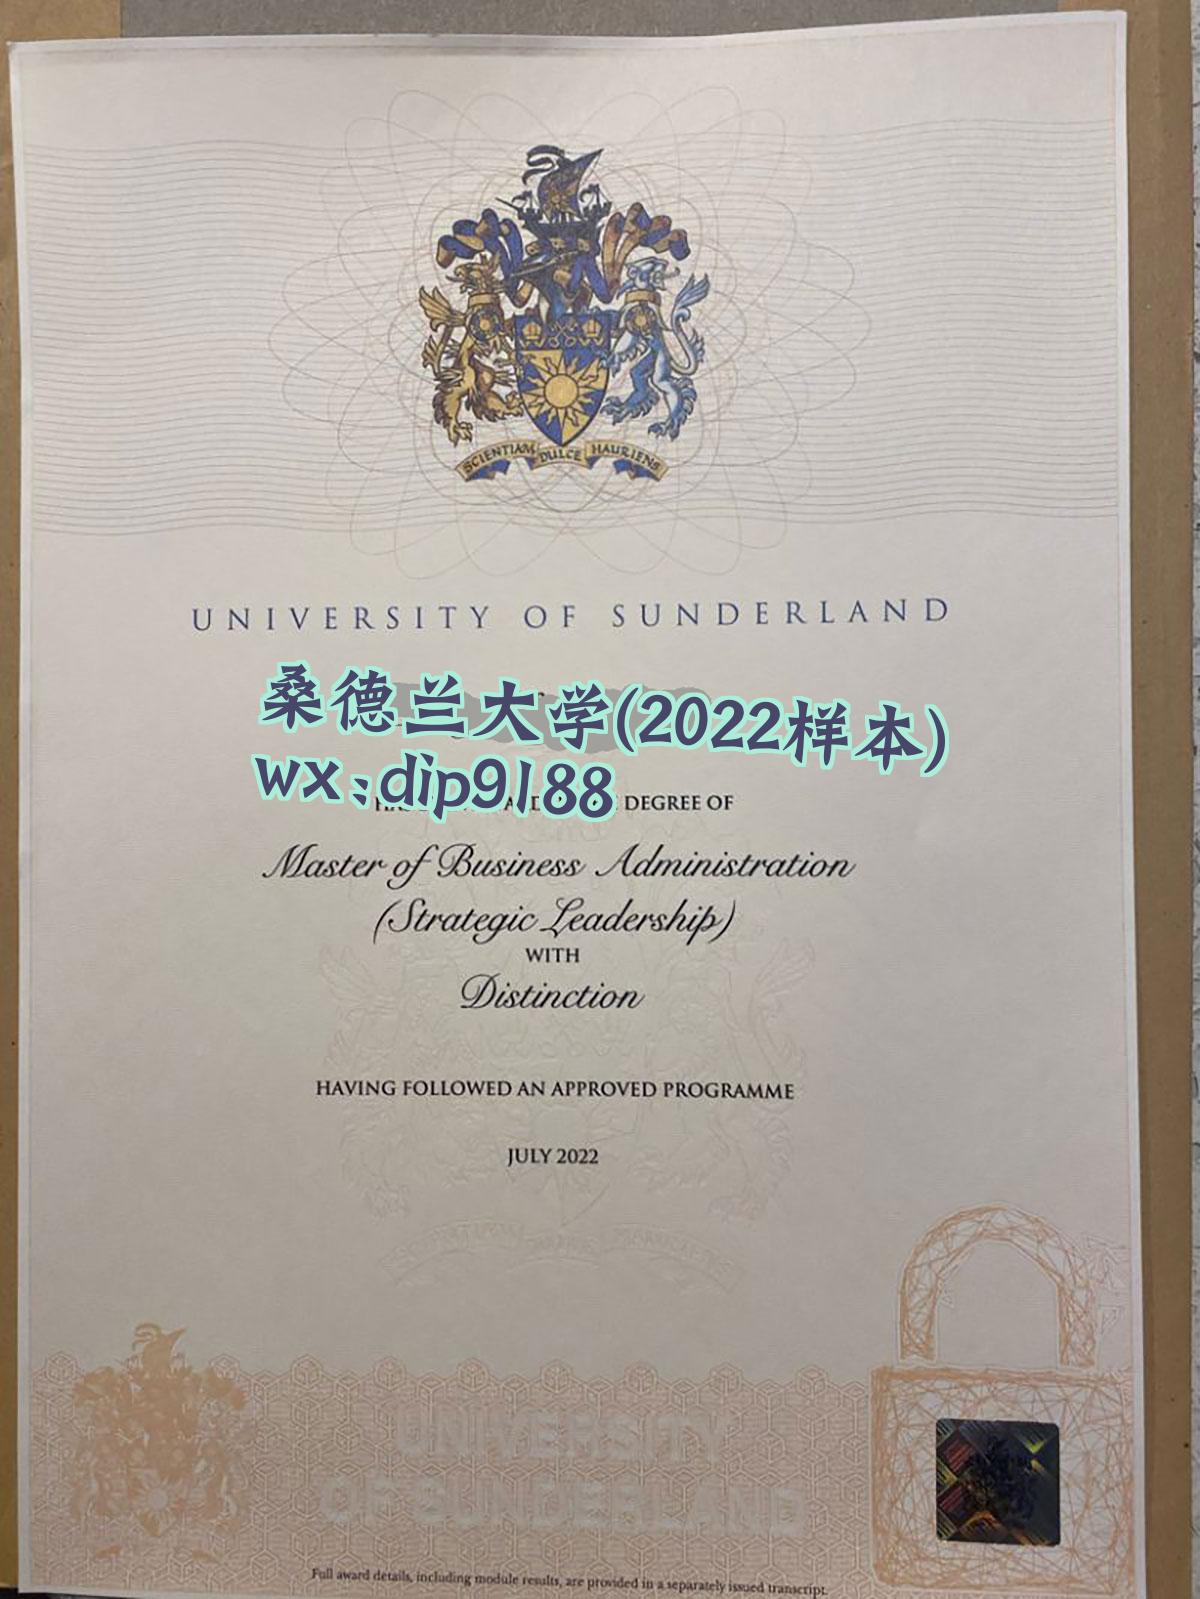 SCIENTIAM DULCE HAURIENS
UNIVERSITY OF SUNDERLAND
桑德兰大学(2022样本)
wx:dip9188
DEGREE OF
Master of Business Administration
(Strategic Leadership)
WITH
Distinction
HAVING FOLLOWED AN APPROVED PROGRAMME
JULY 2022
UNIVERSITY
OF SUNDERLAND
Full award details, including module results, are provided in a separately issued transcript.